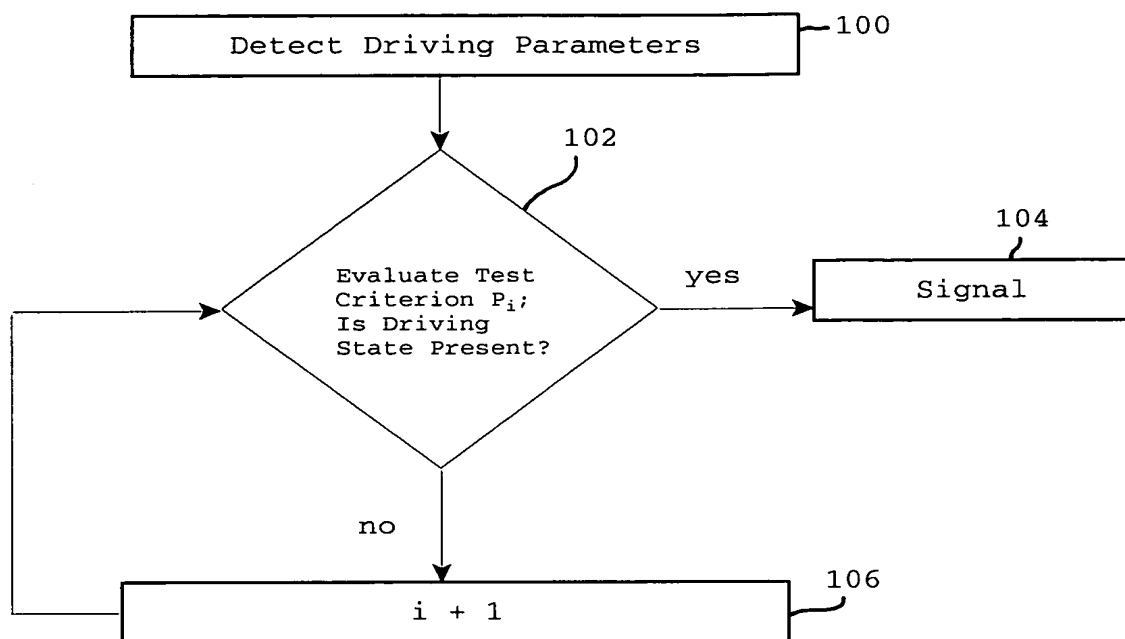 Detect Driving Parameters
100
102
Evaluate Test
Criterion Pi;
Is Driving
State Present?
yes
104
Signal
no
106
i + 1